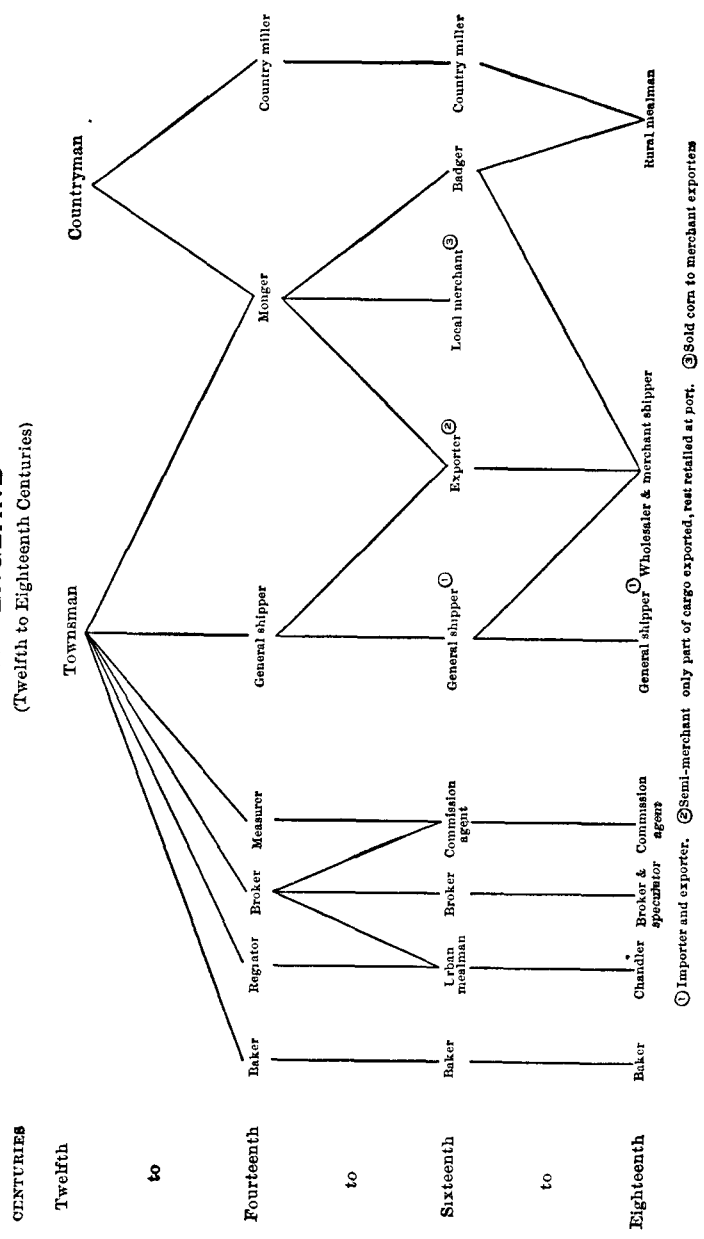 (Twelfth to Eighteenth Centuries)
CENTURIES
Twelfth
Townsman
Countryman
to
Fourteenth
Baker
Regrator
Broker
Measurer
General shipper
Monger
Country miller
to
Sixteenth
Baker
Urban
mealman
Broker
Commission
agent
General shipper ①
Exporter ②
Local merchant ③
Badger
Country miller
to
Eighteenth
Baker
Chandler
Broker &
speculator
Commission
agent
General shipper ①
Wholesaler & merchant shipper
Rural mealman
① Importer and exporter. ② Semi-merchant only part of cargo exported, rest retailed at port. ③ Sold corn to merchant exporters